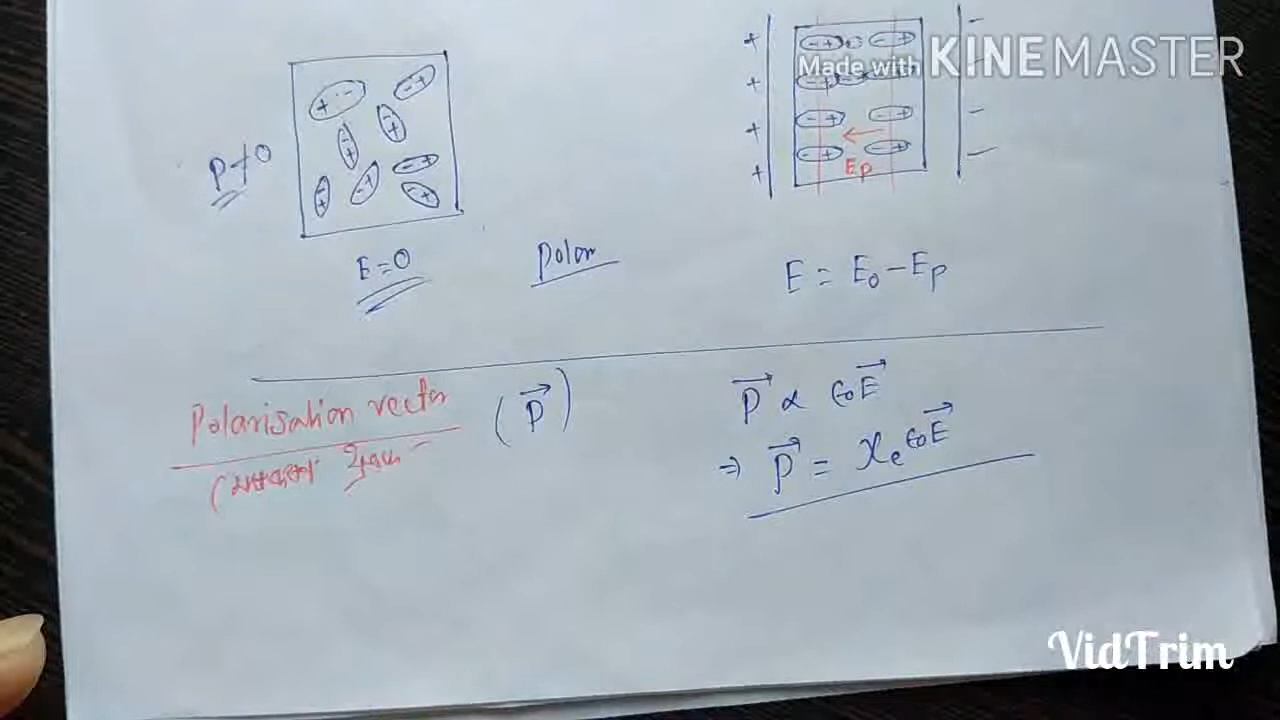 Made with KINEMASTER
P≠0
E=0
Polar
E = E₀ - Ep
Ep
Polarisation vector (P⃗)
P⃗ ∝ ε₀E⃗
⇒ P⃗ = χₑε₀E⃗
VidTrim